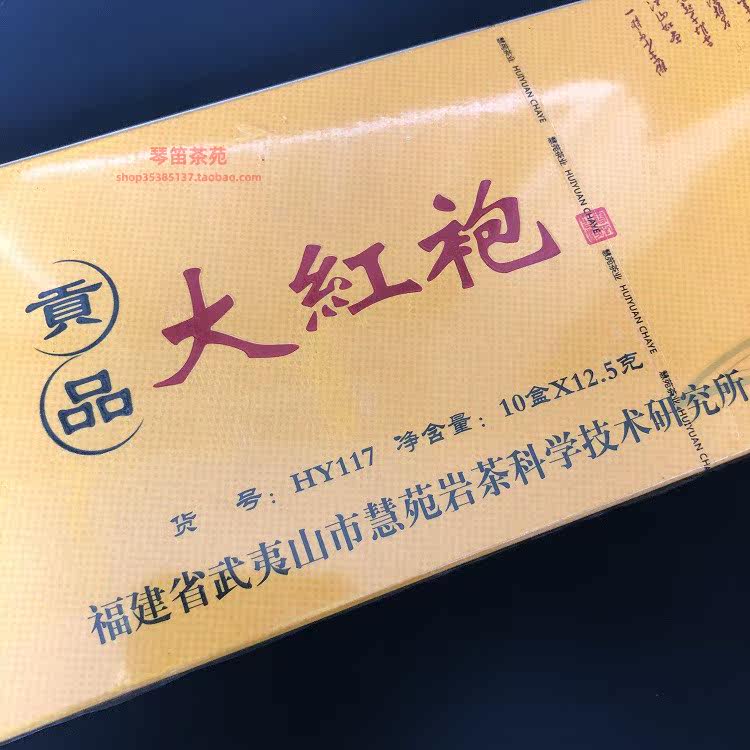 琴笛茶苑
shop35385137.taobao.com
慧苑茶业 HUIYUAN CHAYE
慧苑茶业 HUIYUAN CHAYE
慧苑茶业 HUIYUAN CHAYE
慧苑茶业 HUIYUAN CHA
貢品
大紅袍
货 号：HY117 净含量：10盒X12.5克
福建省武夷山市慧苑岩茶科学技术研究所